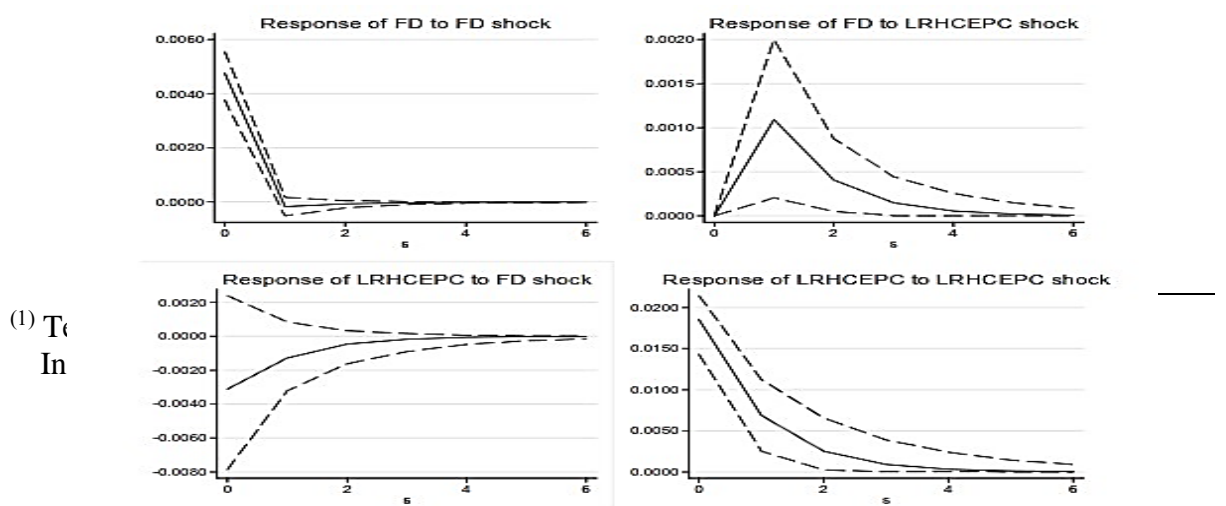 Response of FD to FD shock
0.0060
0.0040
0.0020
0.0000
0 2 4 6
s
Response of FD to LRHCEPC shock
0.0020
0.0015
0.0010
0.0005
0.0000
0 2 4 6
s
Response of LRHCEPC to FD shock
0.0020
0.0000
-0.0020
-0.0040
-0.0060
-0.0080
0 2 4 6
s
Response of LRHCEPC to LRHCEPC shock
0.0200
0.0150
0.0100
0.0050
0.0000
0 2 4 6
s
(1)
In